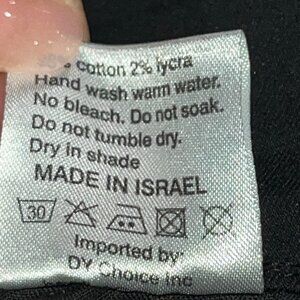 cotton 2% lycra
Hand wash warm water.
No bleach. Do not soak.
Do not tumble dry.
Dry in shade
MADE IN ISRAEL
30
Imported by:
DY Choice Inc